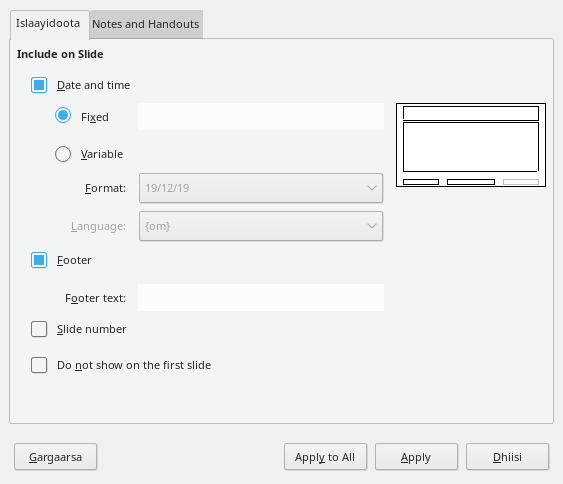 Islaayidoota
Notes and Handouts
Include on Slide
Date and time
Fixed
Variable
Format:
19/12/19
Language:
{om}
Footer
Footer text:
Slide number
Do not show on the first slide
Gargaarsa
Apply to All
Apply
Dhiisi